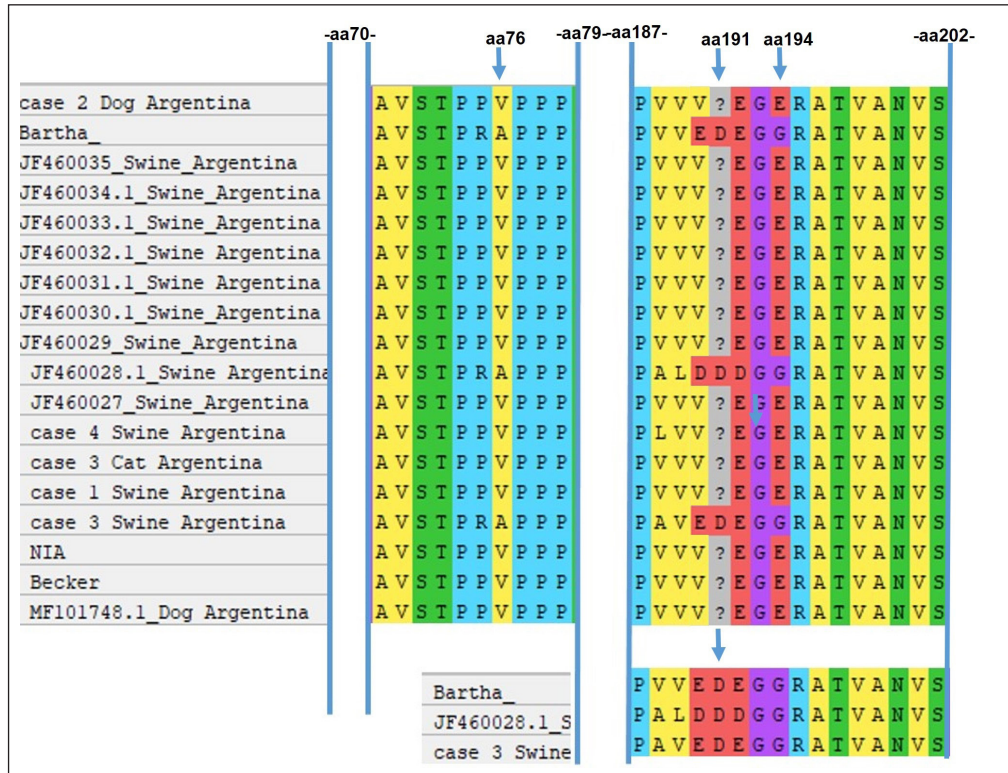 -aa70- aa76 -aa79- -aa187- aa191 aa194 -aa202-
case 2 Dog Argentina A V S T P P V P P P P V V V ? E G E R A T V A N V S
Bartha_ A V S T P R A P P P P V V E D E G G R A T V A N V S
JF460035_Swine_Argentina A V S T P P V P P P P V V V ? E G E R A T V A N V S
JF460034.1_Swine_Argentina A V S T P P V P P P P V V V ? E G E R A T V A N V S
JF460033.1_Swine_Argentina A V S T P P V P P P P V V V ? E G E R A T V A N V S
JF460032.1_Swine_Argentina A V S T P P V P P P P V V V ? E G E R A T V A N V S
JF460031.1_Swine_Argentina A V S T P P V P P P P V V V ? E G E R A T V A N V S
JF460030.1_Swine_Argentina A V S T P P V P P P P V V V ? E G E R A T V A N V S
JF460029_Swine_Argentina A V S T P P V P P P P V V V ? E G E R A T V A N V S
JF460028.1_Swine_Argentina A V S T P R A P P P P A L D D D G G R A T V A N V S
JF460027_Swine_Argentina A V S T P P V P P P P V V V ? E G E R A T V A N V S
case 4 Swine Argentina A V S T P P V P P P P L V V ? E G E R A T V A N V S
case 3 Cat Argentina A V S T P P V P P P P V V V ? E G E R A T V A N V S
case 1 Swine Argentina A V S T P P V P P P P V V V ? E G E R A T V A N V S
case 3 Swine Argentina A V S T P R A P P P P A V E D E G G R A T V A N V S
NIA A V S T P P V P P P P V V V ? E G E R A T V A N V S
Becker A V S T P P V P P P P V V V ? E G E R A T V A N V S
MF101748.1_Dog Argentina A V S T P P V P P P P V V V ? E G E R A T V A N V S
Bartha_ P V V E D E G G R A T V A N V S
JF460028.1_S P A L D D D G G R A T V A N V S
case 3 Swine P A V E D E G G R A T V A N V S